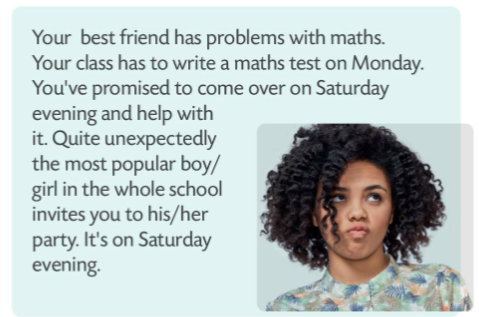 Your best friend has problems with maths.
Your class has to write a maths test on Monday.
You've promised to come over on Saturday
evening and help with
it. Quite unexpectedly
the most popular boy/
girl in the whole school
invites you to his/her
party. It's on Saturday
evening.